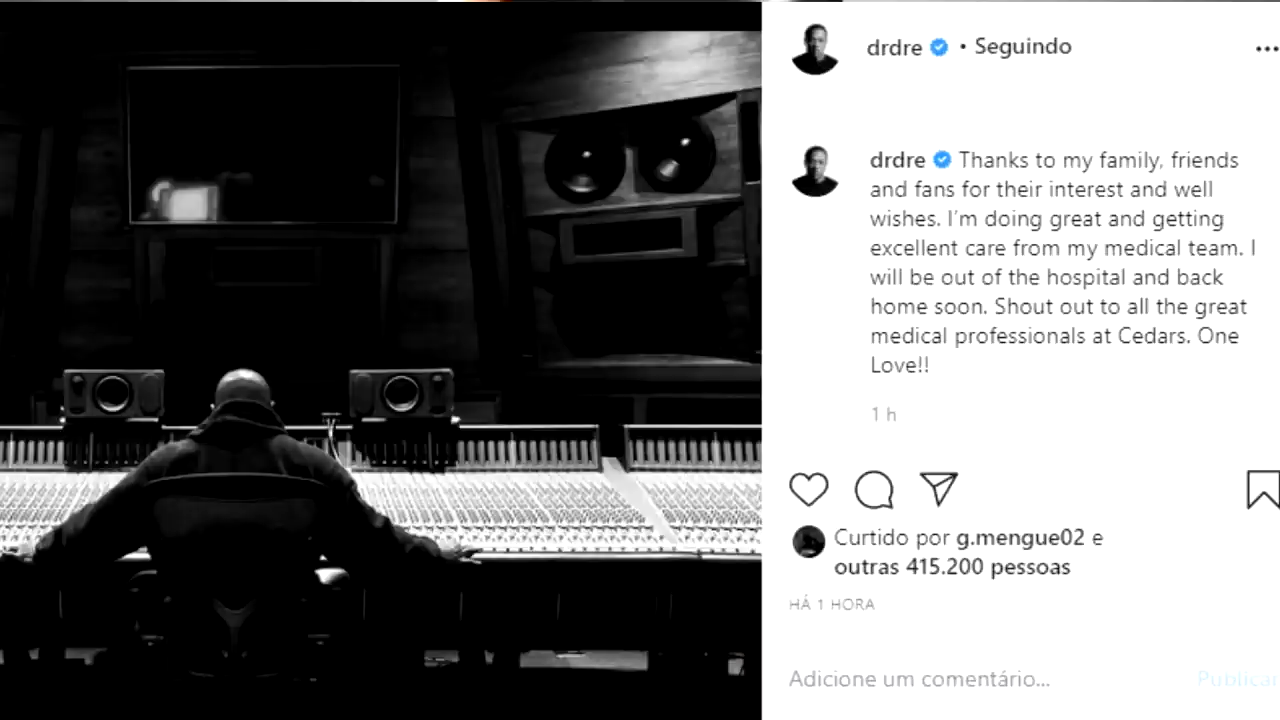 drdre • Seguindo
drdre Thanks to my family, friends
and fans for their interest and well
wishes. I'm doing great and getting
excellent care from my medical team. I
will be out of the hospital and back
home soon. Shout out to all the great
medical professionals at Cedars. One
Love!!
1 h
Curtido por g.mengue02 e
outras 415.200 pessoas
HÁ 1 HORA
Adicione um comentário... Publicar